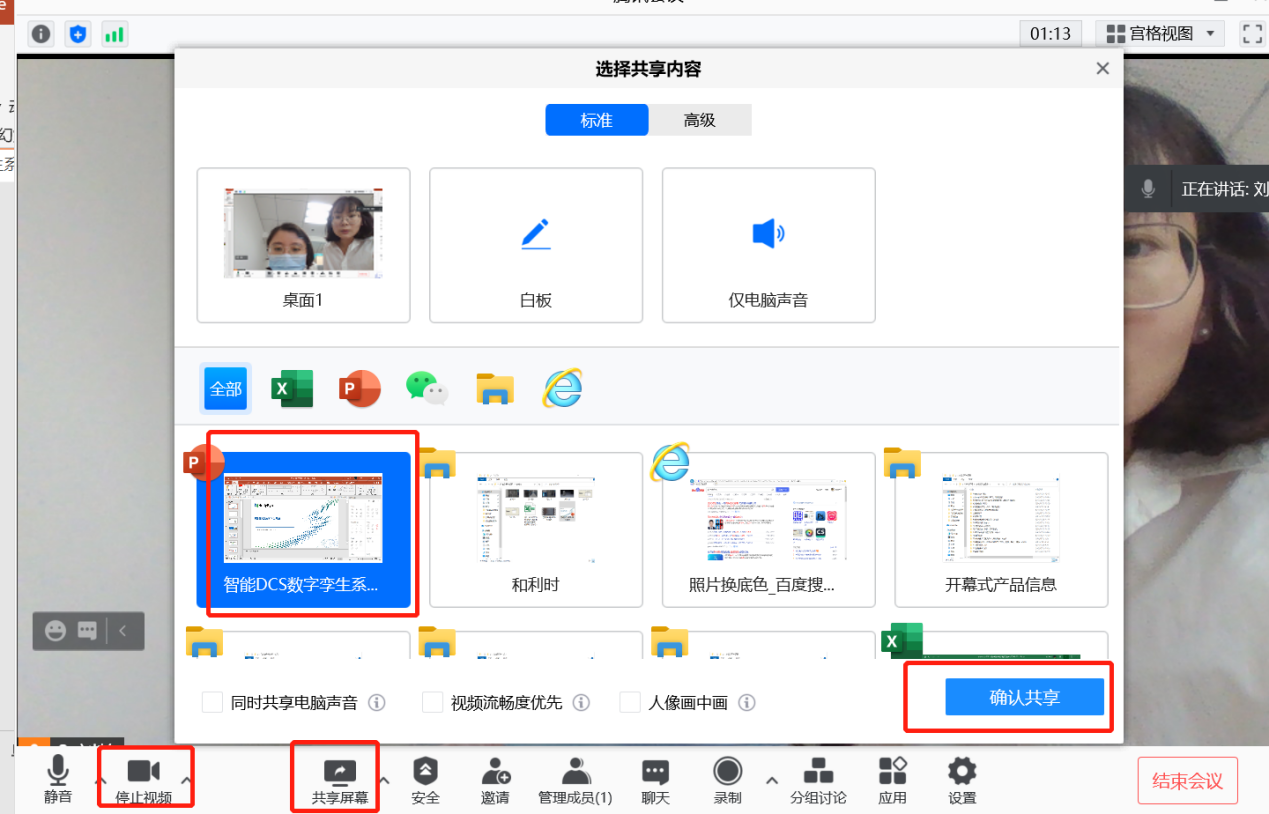 01:13
宫格视图
选择共享内容
标准
高级
正在讲话: 刘
桌面1
白板
仅电脑声音
全部
智能DCS数字孪生系...
和利时
照片换底色_百度搜...
开幕式产品信息
同时共享电脑声音
视频流畅度优先
人像画中画
确认共享
静音
停止视频
共享屏幕
安全
邀请
管理成员(1)
聊天
录制
分组讨论
应用
设置
结束会议